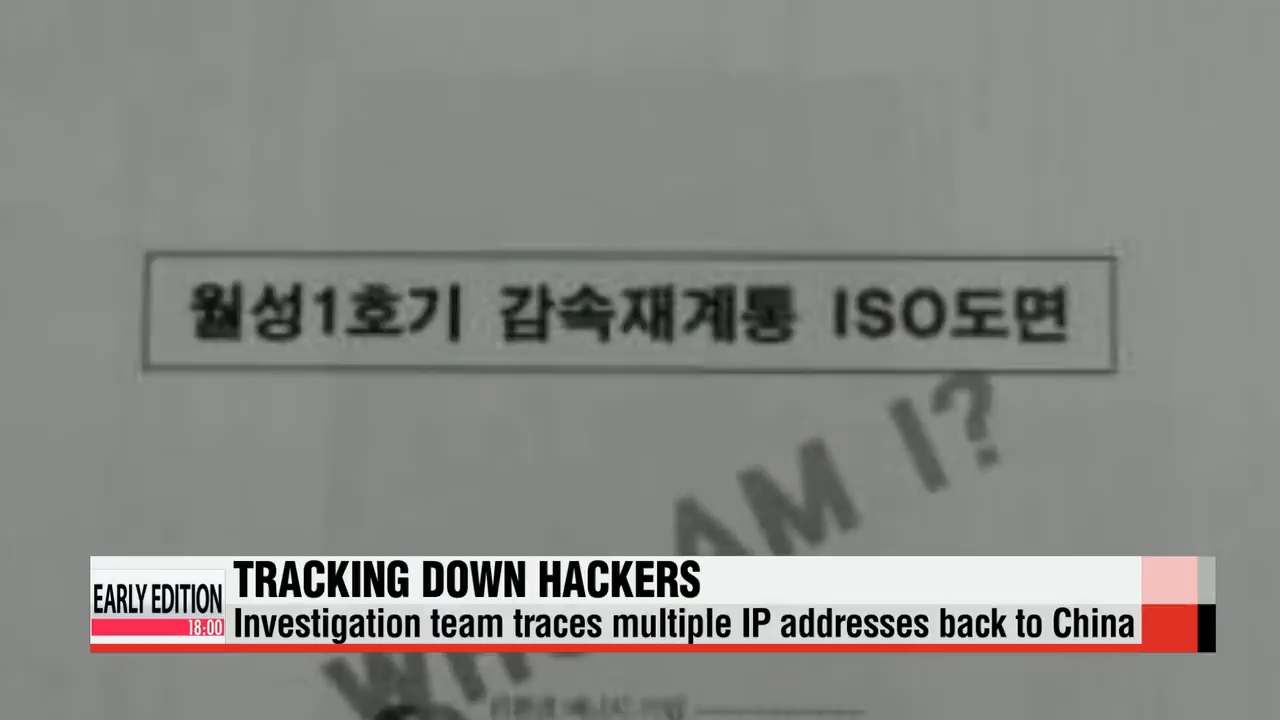 월성1호기 감속재계통 ISO도면
WHO AM I?
EARLY EDITION
18:00
TRACKING DOWN HACKERS
Investigation team traces multiple IP addresses back to China